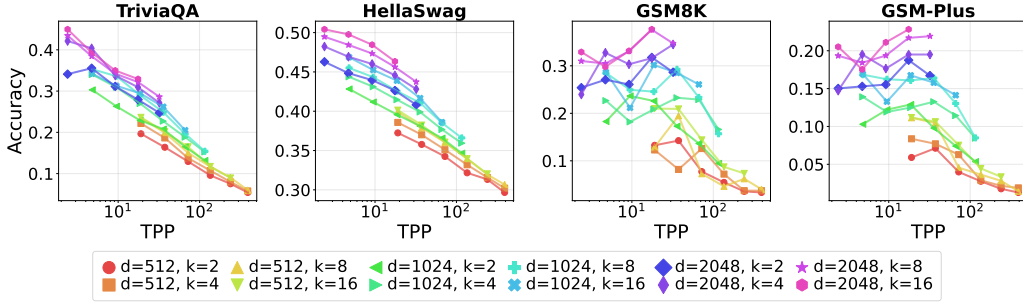 TriviaQA HellaSwag GSM8K GSM-Plus
Accuracy
0.4 0.3 0.2 0.1
0.50 0.45 0.40 0.35 0.30
0.3 0.2 0.1
0.20 0.15 0.10 0.05
10¹ 10² 10¹ 10² 10¹ 10² 10¹ 10²
TPP TPP TPP TPP
d=512, k=2 d=512, k=8 d=1024, k=2 d=1024, k=8 d=2048, k=2 d=2048, k=8
d=512, k=4 d=512, k=16 d=1024, k=4 d=1024, k=16 d=2048, k=4 d=2048, k=16